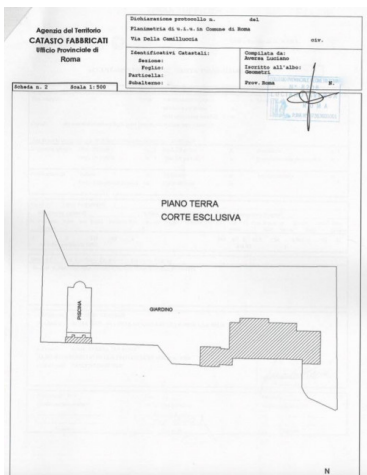 Agenzia del Territorio
CATASTO FABBRICATI
Ufficio Provinciale di
Roma
Dichiarazione protocollo n. del
Planimetria di u.i.u. in Comune di Roma
Via Della Camilluccia civ.
Identificativi Catastali:
Sezione:
Foglio:
Particella:
Subalterno:
Compilata da:
Aversa Luciano
Iscritto all'albo:
Geometri
Prov. Roma N.
Scheda n. 2 Scala 1:500
PIANO TERRA
CORTE ESCLUSIVA
PISCINA
GIARDINO
N